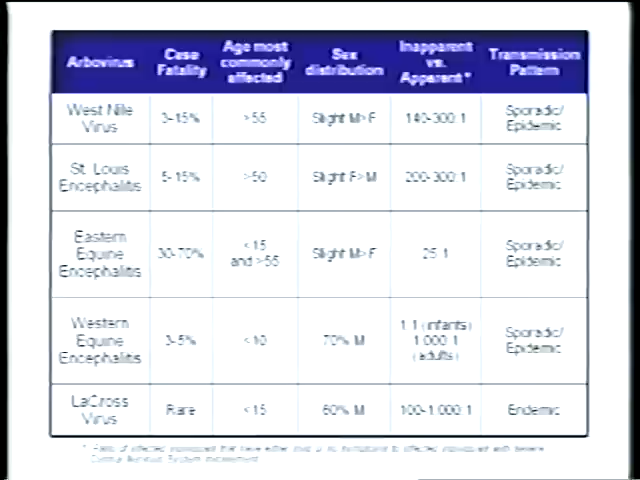 Arbovirus
Case Fatality
Age most commonly affected
Sex distribution
Inapparent vs. Apparent*
Transmission Pattern
West Nile Virus
3-15%
>55
Slight M>F
140-300:1
Sporadic/ Epidemic
St. Louis Encephalitis
5-15%
>50
Slight F>M
200-300:1
Sporadic/ Epidemic
Eastern Equine Encephalitis
30-70%
<15 and >55
Slight M>F
25:1
Sporadic/ Epidemic
Western Equine Encephalitis
3-5%
<10
70% M
1:1 (infants) 1,000:1 (adults)
Sporadic/ Epidemic
LaCross Virus
Rare
<15
60% M
100-1,000:1
Endemic
Central Nervous System involvement